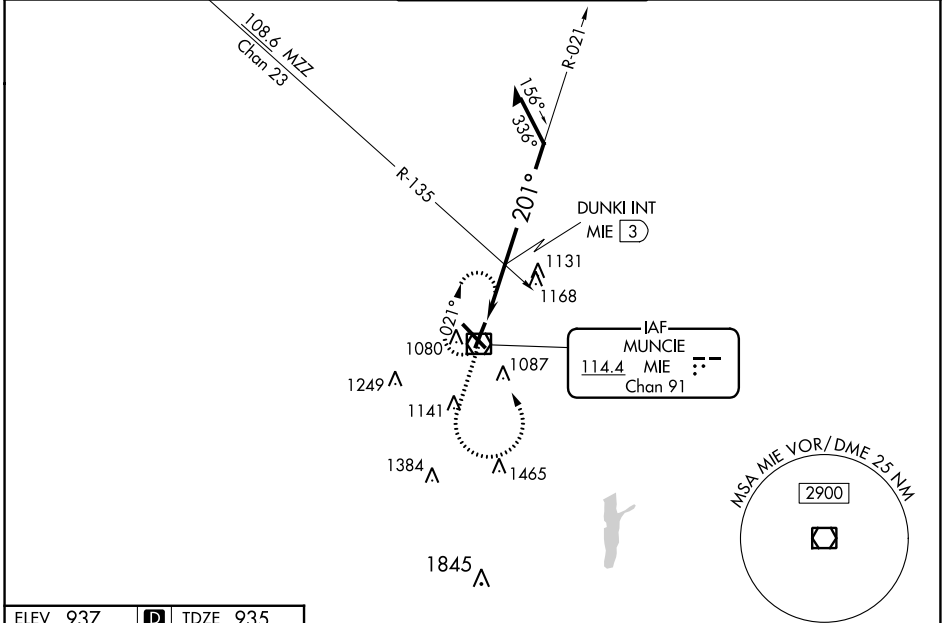 108.6 MZZ
Chan 23
R-021
156°
336°
R-135
201°
DUNKI INT
MIE 3
1131
1168
021°
1080
IAF
MUNCIE
114.4 MIE
Chan 91
1087
1249
1141
1384
1465
MSA MIE VOR/DME 25 NM
2900
1845
ELEV 937 D TDZE 935